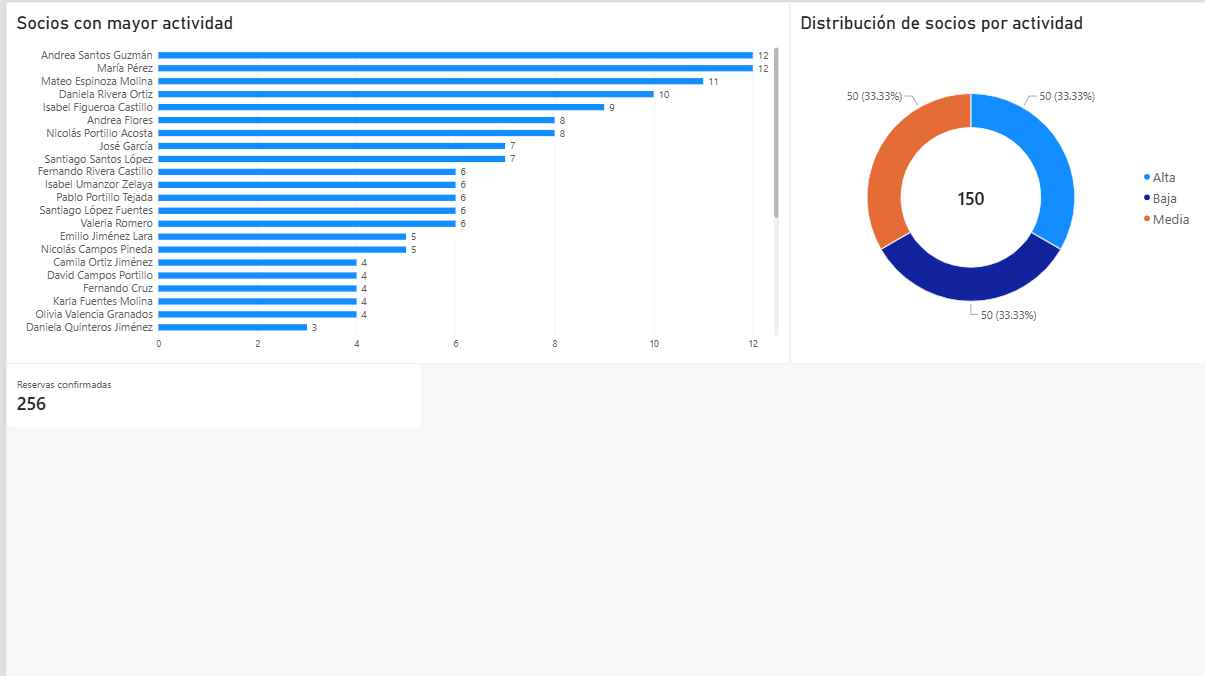 Socios con mayor actividad
Andrea Santos Guzmán 12
María Pérez 12
Mateo Espinoza Molina 11
Daniela Rivera Ortiz 10
Isabel Figueroa Castillo 9
Andrea Flores 8
Nicolás Portillo Acosta 8
José García 7
Santiago Santos López 7
Fernando Rivera Castillo 6
Isabel Umanzor Zelaya 6
Pablo Portillo Tejada 6
Santiago López Fuentes 6
Valeria Romero 6
Emilio Jiménez Lara 5
Nicolás Campos Pineda 5
Camila Ortiz Jiménez 4
David Campos Portillo 4
Fernando Cruz 4
Karla Fuentes Molina 4
Olivia Valencia Granados 4
Daniela Quinteros Jiménez 3
0 2 4 6 8 10 12
Distribución de socios por actividad
50 (33.33%) 50 (33.33%)
150
50 (33.33%)
Alta
Baja
Media
Reservas confirmadas
256